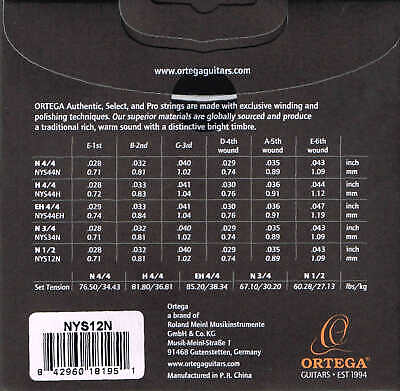 www.ortegaguitars.com
ORTEGA Authentic, Select, and Pro strings are made with exclusive winding and
polishing techniques. Our superior materials are globally sourced and produce
a traditional rich, warm sound with a distinctive bright timbre.
E-1st B-2nd G-3rd D-4th wound A-5th wound E-6th wound
N 4/4 .028 .032 .040 .029 .035 .043 inch
NYS44N 0.71 0.81 1.02 0.74 0.89 1.09 mm
H 4/4 .028 .033 .041 .030 .036 .044 inch
NYS44H 0.72 0.83 1.04 0.76 0.91 1.12 mm
EH 4/4 .029 .033 .041 .030 .036 .047 inch
NYS44EH 0.74 0.84 1.04 0.76 0.91 1.19 mm
N 3/4 .028 .032 .040 .029 .035 .043 inch
NYS34N 0.71 0.81 1.02 0.74 0.89 1.09 mm
N 1/2 .028 .032 .040 .029 .035 .043 inch
NYS12N 0.71 0.81 1.02 0.74 0.89 1.09 mm
N 4/4 H 4/4 EH 4/4 N 3/4 N 1/2
Set Tension 76.50/34.43 81.80/36.81 85.20/38.34 67.10/30.20 60.28/27.13 lbs/kg
NYS12N
8 42960 18195 1
Ortega
a brand of
Roland Meinl Musikinstrumente
GmbH & Co. KG
Musik-Meinl-Straße 1
91468 Gutenstetten, Germany
www.ortegaguitars.com
www.meinldistribution.com
Manufactured in P.R. China
ORTEGA
GUITARS • EST 1994